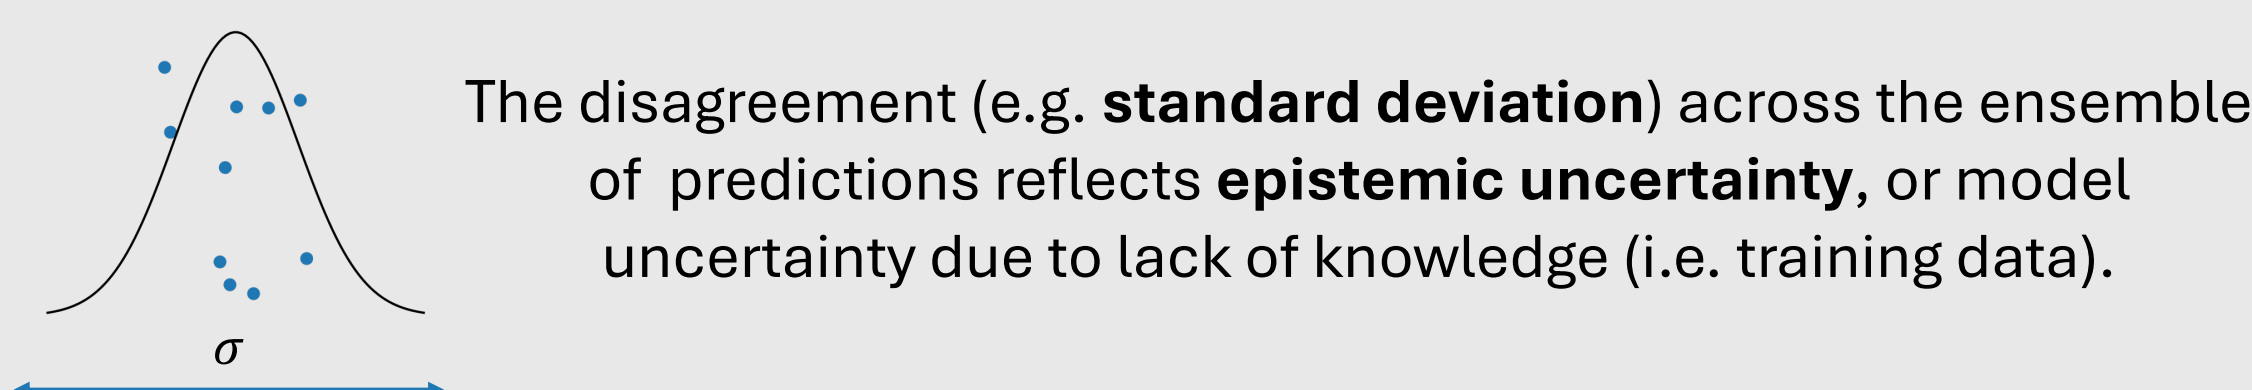 The disagreement (e.g. standard deviation) across the ensemble
of predictions reflects epistemic uncertainty, or model
uncertainty due to lack of knowledge (i.e. training data).
σ